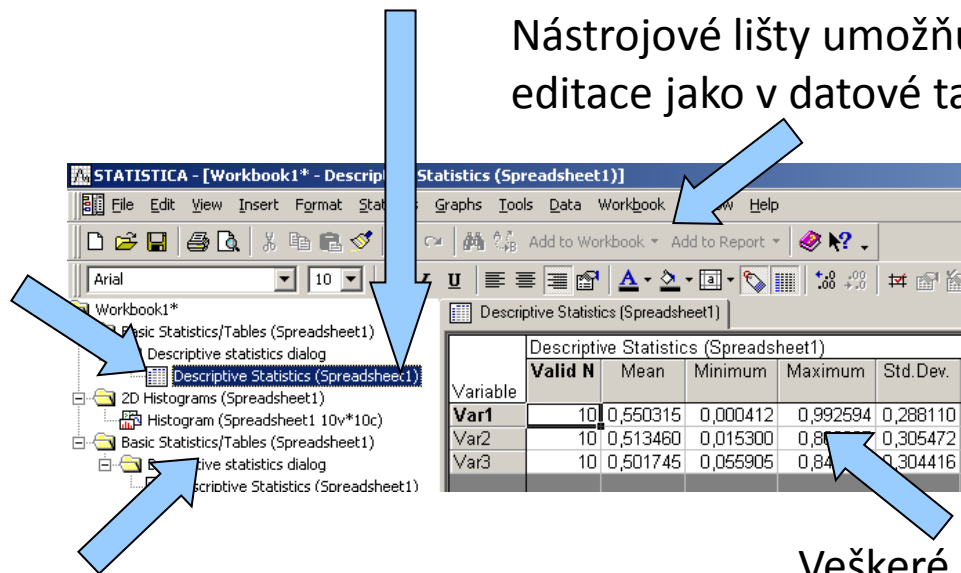 Nástrojové lišty umožňu
editace jako v datové ta
STATISTICA - [Workbook1* - Descrip Statistics (Spreadsheet1)]
File Edit View Insert Format Graphs Tools Data Workbook Help
Add to Workbook Add to Report
Arial 10 U
Workbook1*
Basic Statistics/Tables (Spreadsheet1)
Descriptive statistics dialog
Descriptive Statistics (Spreadsheet1)
2D Histograms (Spreadsheet1)
Histogram (Spreadsheet1 10v*10c)
Basic Statistics/Tables (Spreadsheet1)
statistics dialog
Statistics (Spreadsheet1)
Descriptive Statistics (Spreadsheet1)
Descriptive Statistics (Spreadsheet1)
Variable Valid N Mean Minimum Maximum Std.Dev.
Var1 10 0,550315 0,000412 0,992594 0,288110
Var2 10 0,513460 0,015300 0,305472
Var3 10 0,501745 0,055905 0,304416
Veškeré